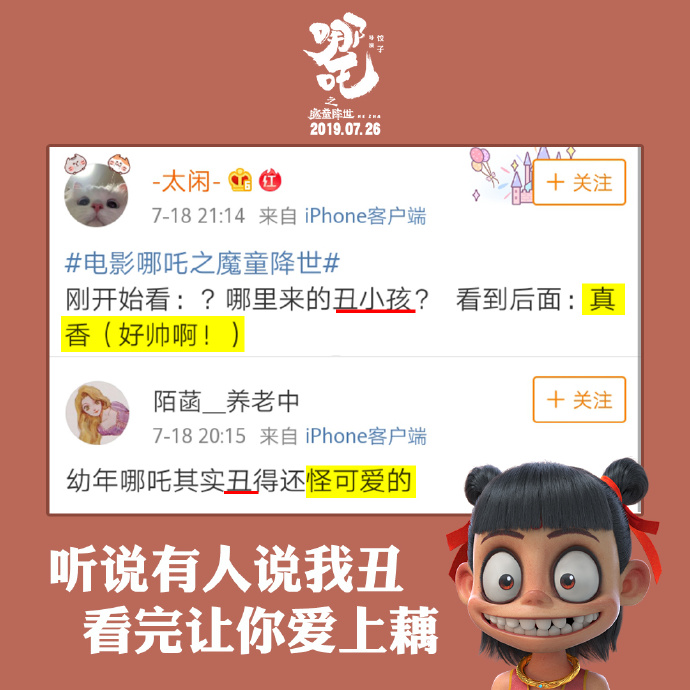 哪吒
之
魔童降世
NE ZHA
导演
饺子
2019.07.26
-太闲- 红
+ 关注
7-18 21:14 来自 iPhone客户端
#电影哪吒之魔童降世#
刚开始看：？哪里来的丑小孩？ 看到后面：真
香（好帅啊！）
陌菡__养老中
+ 关注
7-18 20:15 来自 iPhone客户端
幼年哪吒其实丑得还怪可爱的
听说有人说我丑
看完让你爱上藕